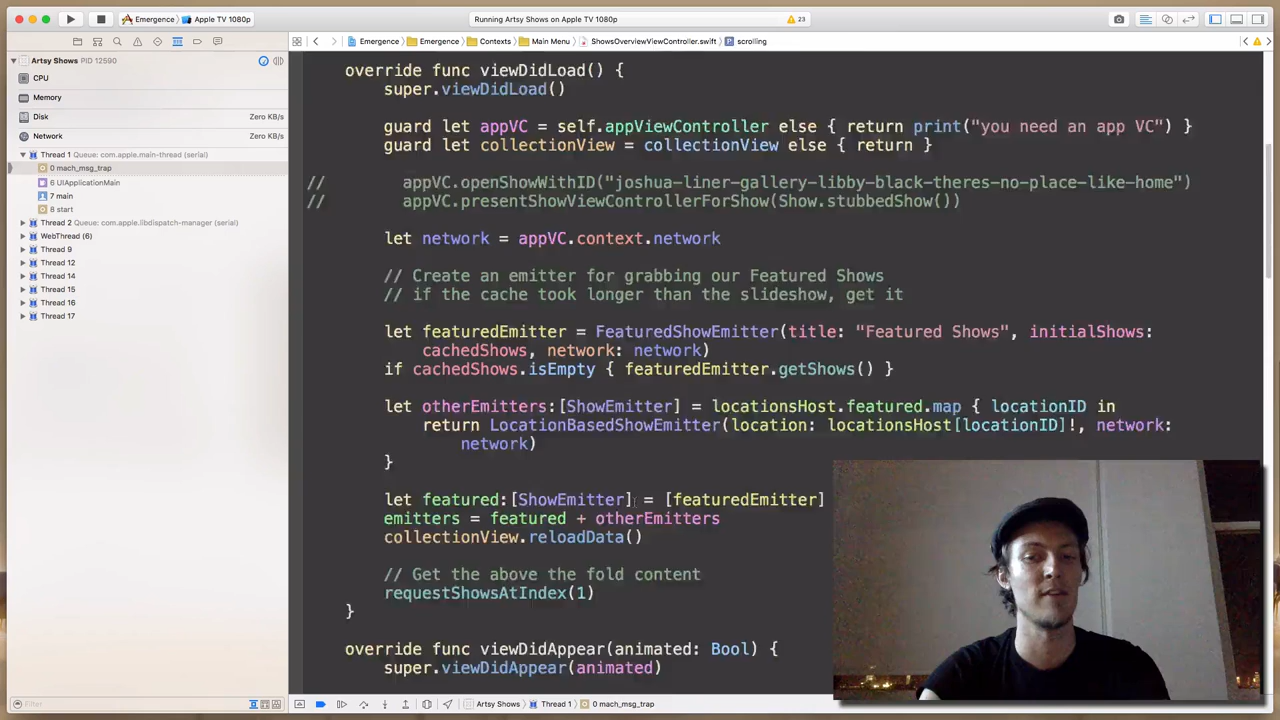 Emergence
Apple TV 1080p
Running Artsy Shows on Apple TV 1080p
23
Emergence
Emergence
Contexts
Main Menu
ShowsOverviewViewController.swift
scrolling
Artsy Shows PID 12590
CPU
Memory
Disk Zero KB/s
Network Zero KB/s
Thread 1 Queue: com.apple.main-thread (serial)
0 mach_msg_trap
6 UIApplicationMain
7 main
8 start
Thread 2 Queue: com.apple.libdispatch-manager (serial)
WebThread (6)
Thread 9
Thread 12
Thread 14
Thread 15
Thread 16
Thread 17
override func viewDidLoad() {
super.viewDidLoad()
guard let appVC = self.appViewController else { return print("you need an app VC") }
guard let collectionView = collectionView else { return }
// appVC.openShowWithID("joshua-liner-gallery-libby-black-theres-no-place-like-home")
// appVC.presentShowViewControllerForShow(Show.stubbedShow())
let network = appVC.context.network
// Create an emitter for grabbing our Featured Shows
// if the cache took longer than the slideshow, get it
let featuredEmitter = FeaturedShowEmitter(title: "Featured Shows", initialShows:
cachedShows, network: network)
if cachedShows.isEmpty { featuredEmitter.getShows() }
let otherEmitters:[ShowEmitter] = locationsHost.featured.map { locationID in
return LocationBasedShowEmitter(location: locationsHost[locationID]!, network:
network)
}
let featured:[ShowEmitter] = [featuredEmitter]
emitters = featured + otherEmitters
collectionView.reloadData()
// Get the above the fold content
requestShowsAtIndex(1)
}
override func viewDidAppear(animated: Bool) {
super.viewDidAppear(animated)
Filter
Artsy Shows
Thread 1
0 mach_msg_trap